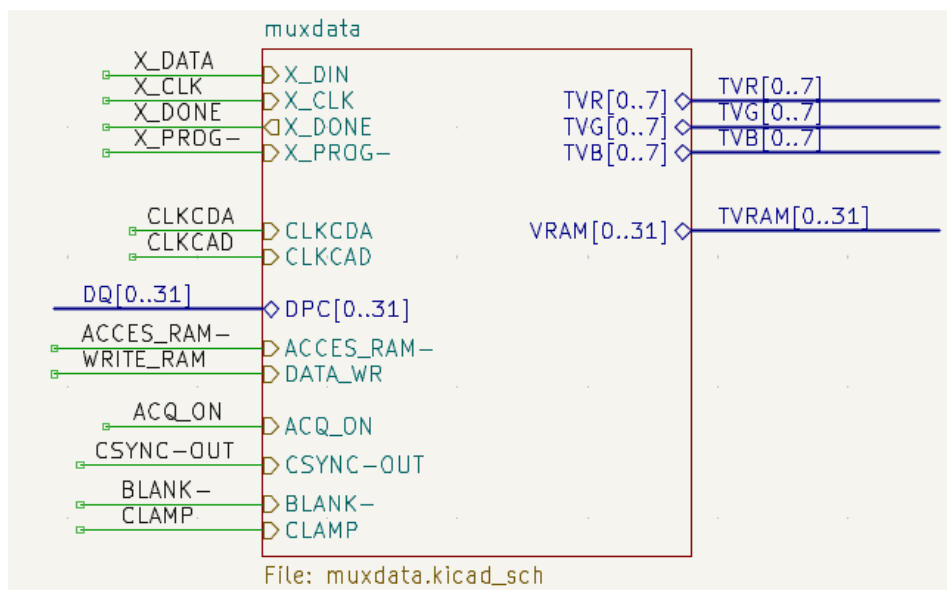 muxdata
X_DATA
X_DIN
X_CLK
X_CLK
X_DONE
X_DONE
X_PROG-
X_PROG-
TVR[0..7]
TVR[0..7]
TVG[0..7]
TVG[0..7]
TVB[0..7]
TVB[0..7]
CLKCDA
CLKCDA
CLKCAD
CLKCAD
VRAM[0..31]
TVRAM[0..31]
DQ[0..31]
DPC[0..31]
ACCES_RAM-
ACCES_RAM-
WRITE_RAM
DATA_WR
ACQ_ON
ACQ_ON
CSYNC-OUT
CSYNC-OUT
BLANK-
BLANK-
CLAMP
CLAMP
File: muxdata.kicad_sch